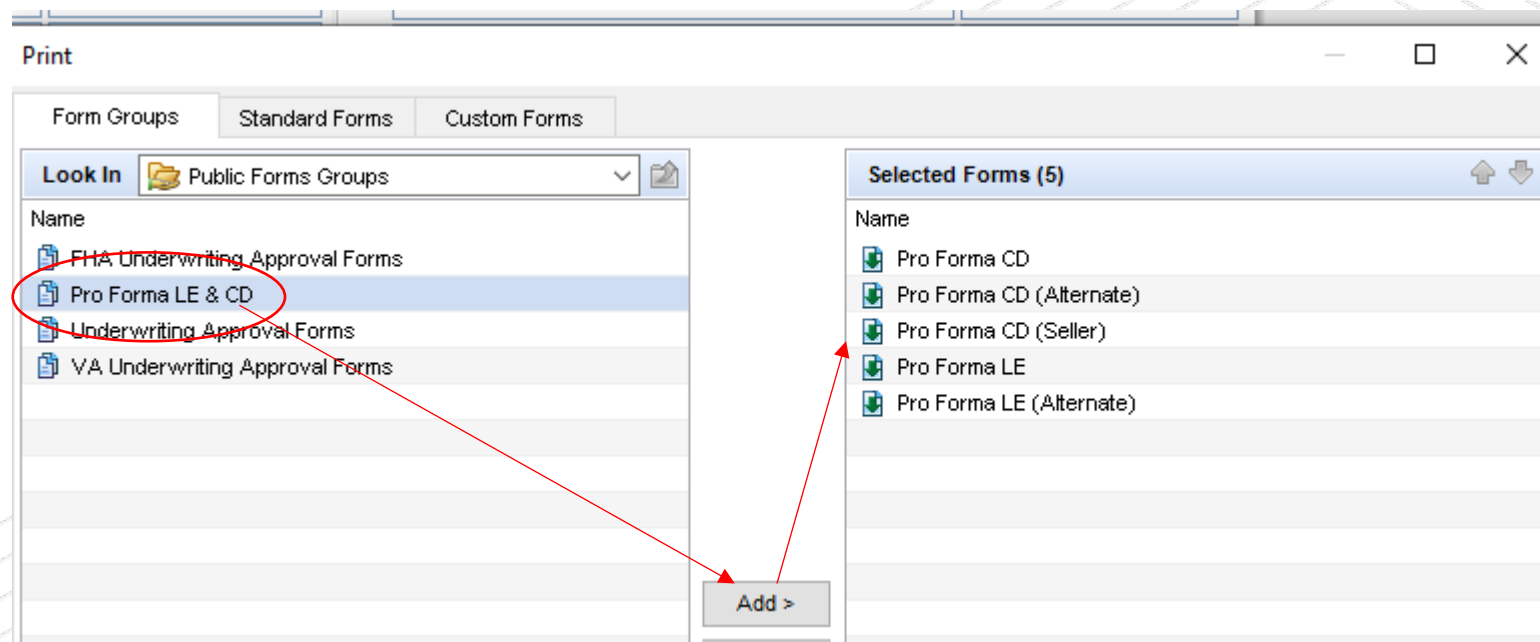 Print
Form Groups Standard Forms Custom Forms
Look In Public Forms Groups
Name
FHA Underwriting Approval Forms
Pro Forma LE & CD
Underwriting Approval Forms
VA Underwriting Approval Forms
Add >
Selected Forms (5)
Name
Pro Forma CD
Pro Forma CD (Alternate)
Pro Forma CD (Seller)
Pro Forma LE
Pro Forma LE (Alternate)